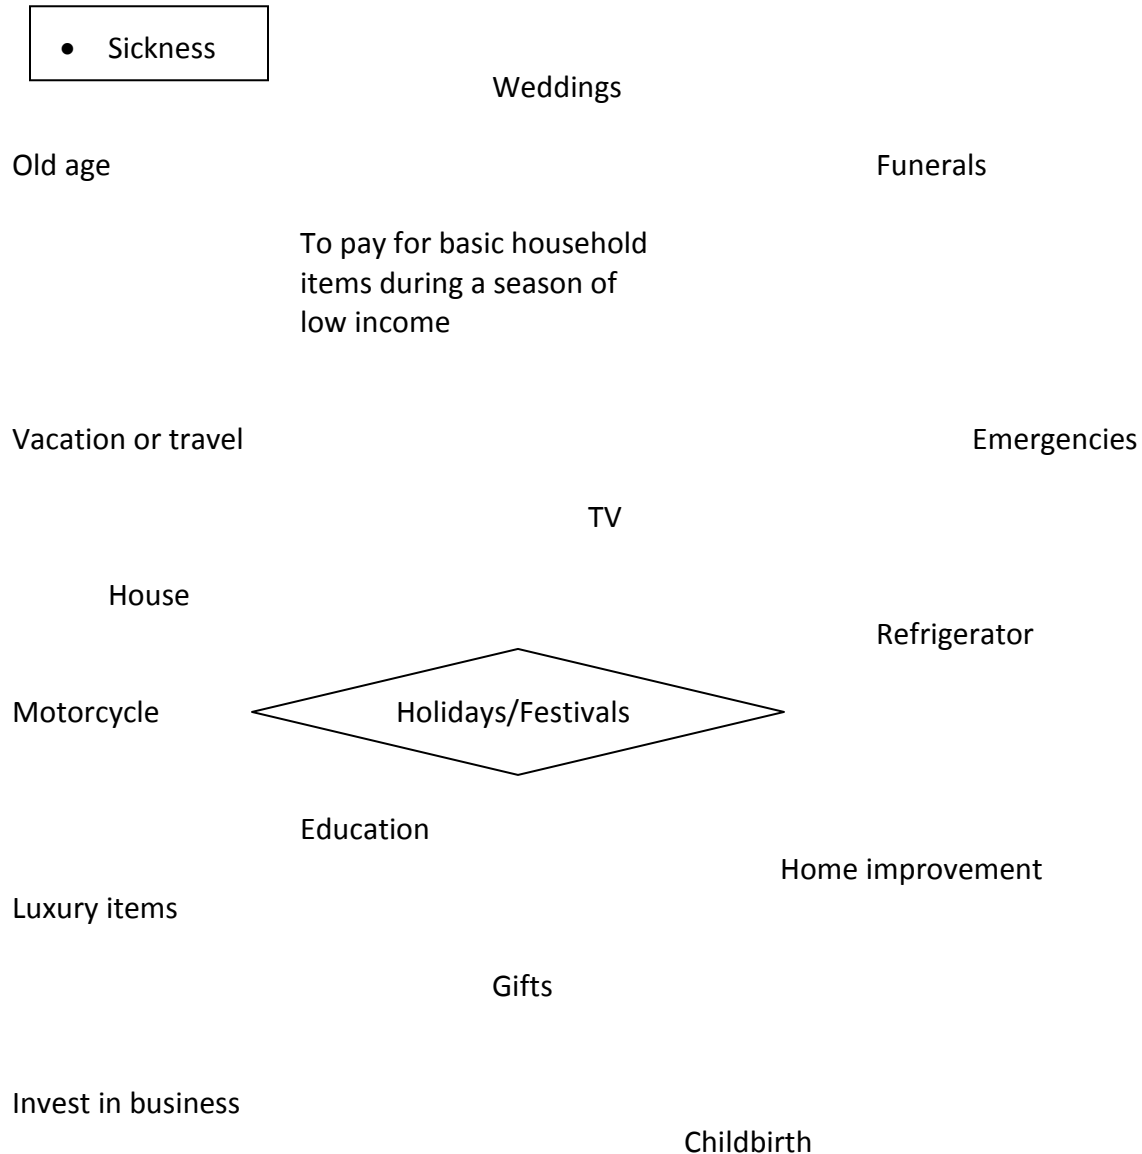 • Sickness
Weddings
Old age
Funerals
To pay for basic household
items during a season of
low income
Vacation or travel
Emergencies
TV
House
Refrigerator
Motorcycle
Holidays/Festivals
Education
Home improvement
Luxury items
Gifts
Invest in business
Childbirth